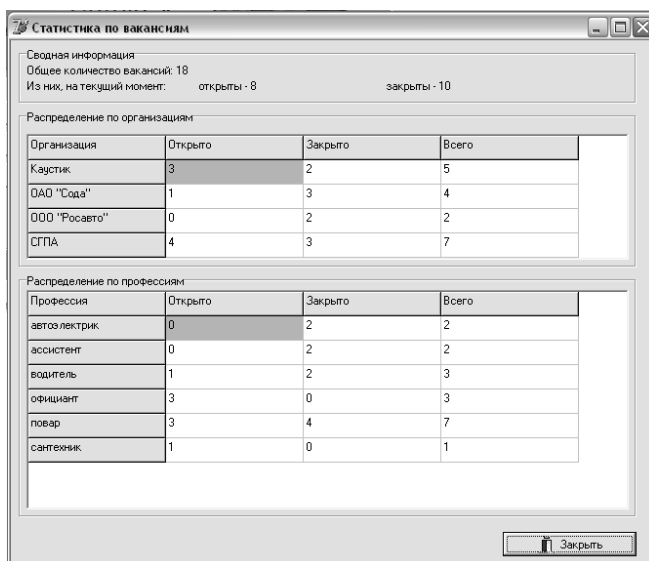 Статистика по вакансиям
Сводная информация
Общее количество вакансий: 18
Из них, на текущий момент: открыты - 8 закрыты - 10
Распределение по организациям
Организация Открыто Закрыто Всего
Каустик 3 2 5
ОАО "Сода" 1 3 4
ООО "Росавто" 0 2 2
СГПА 4 3 7
Распределение по профессиям
Профессия Открыто Закрыто Всего
автоэлектрик 0 2 2
ассистент 0 2 2
водитель 1 2 3
официант 3 0 3
повар 3 4 7
сантехник 1 0 1
Закрыть